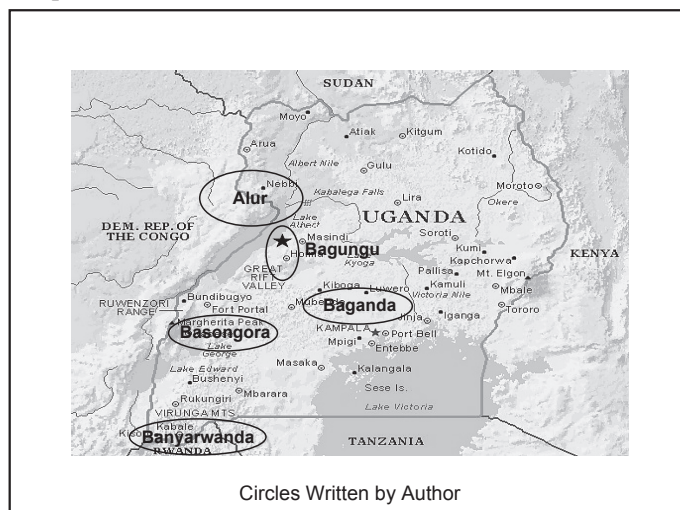 SUDAN
Moyo
Arua
Atiak
Kitgum
Kotido
Albert Nile
Gulu
Nebbi
Moroto
Alur
Kabalega Falls
Lira
Okere
DEM. REP. OF
THE CONGO
Lake
Albert
UGANDA
Masindi
Soroti
Bagungu
Kumi
KENYA
Kyoga
Kapchorwa
GREAT
RIFT
VALLEY
Pallisa
Mt. Elgon
Kiboga
Luwero
Kamuli
Mbale
RUWENZORI
RANGE
Bundibugyo
Fort Portal
Baganda
Victoria Nile
Iganga
Tororo
Margherita Peak
Jinja
Basongora
KAMPALA
Port Bell
Mpigi
Entebbe
Lake
George
Lake Edward
Masaka
Kalangala
Bushenyi
Mbarara
Sese Is.
Rukungiri
Lake Victoria
VIRUNGA MTS
Kabale
Banyarwanda
RWANDA
TANZANIA
Circles Written by Author